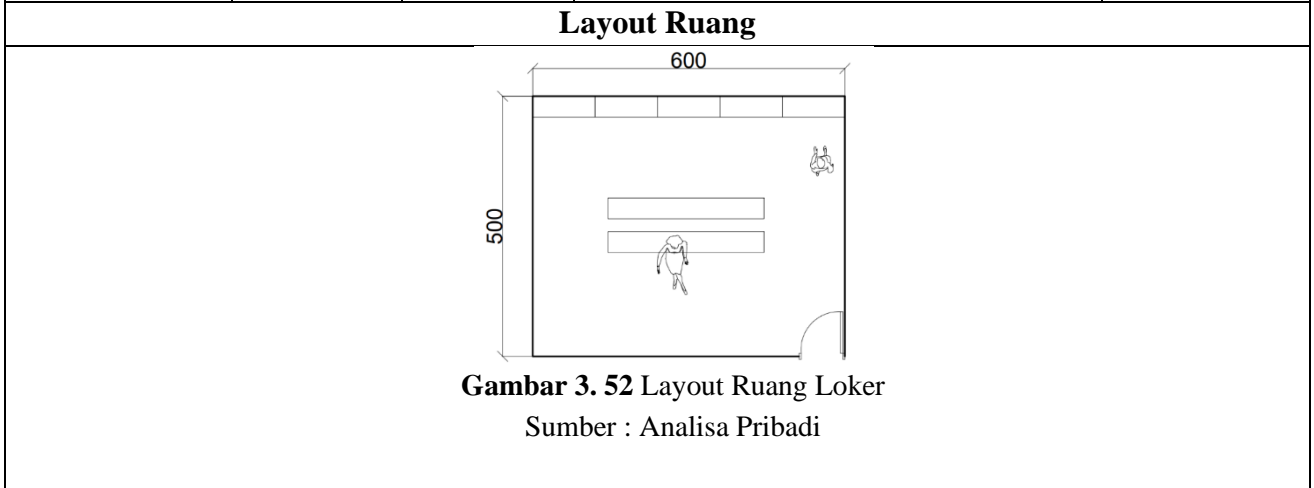 Layout Ruang
600
500
Gambar 3. 52 Layout Ruang Loker
Sumber : Analisa Pribadi